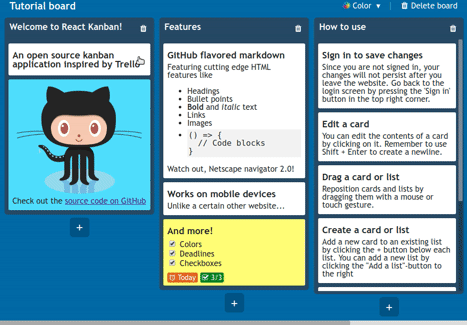 Tutorial board
Color
Delete board
Welcome to React Kanban!
An open source kanban
application inspired by Trello
Check out the source code on GitHub
Features
GitHub flavored markdown
Featuring cutting edge HTML
features like
Headings
Bullet points
Bold and italic text
Links
Images
() => {
// Code blocks
}
Watch out, Netscape navigator 2.0!
Works on mobile devices
Unlike a certain other website...
And more!
Colors
Deadlines
Checkboxes
Today
3/3
How to use
Sign in to save changes
Since you are not signed in, your
changes will not persist after you
leave the website. Go back to the
login screen by pressing the 'Sign in'
button in the top right corner.
Edit a card
You can edit the contents of a card
by clicking on it. Remember to use
Shift + Enter to create a newline.
Drag a card or list
Reposition cards and lists by
dragging them with a mouse or
touch gesture.
Create a card or list
Add a new card to an existing list
by clicking the + button below each
list. You can add a new list by
clicking the "Add a list"-button to
the right